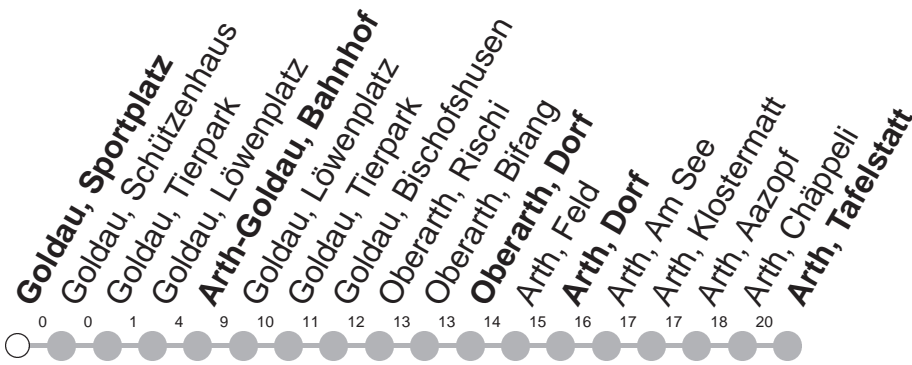 Goldau, Sportplatz
Goldau, Schützenhaus
Goldau, Tierpark
Goldau, Löwenplatz
Arth-Goldau, Bahnhof
Goldau, Löwenplatz
Goldau, Tierpark
Goldau, Bischofshusen
Oberarth, Rischi
Oberarth, Bifang
Oberarth, Dorf
Arth, Feld
Arth, Dorf
Arth, Am See
Arth, Klostermatt
Arth, Aazopf
Arth, Chäppeli
Arth, Tafelstatt
0 0 1 4 9 10 11 12 13 13 14 15 16 17 17 18 20